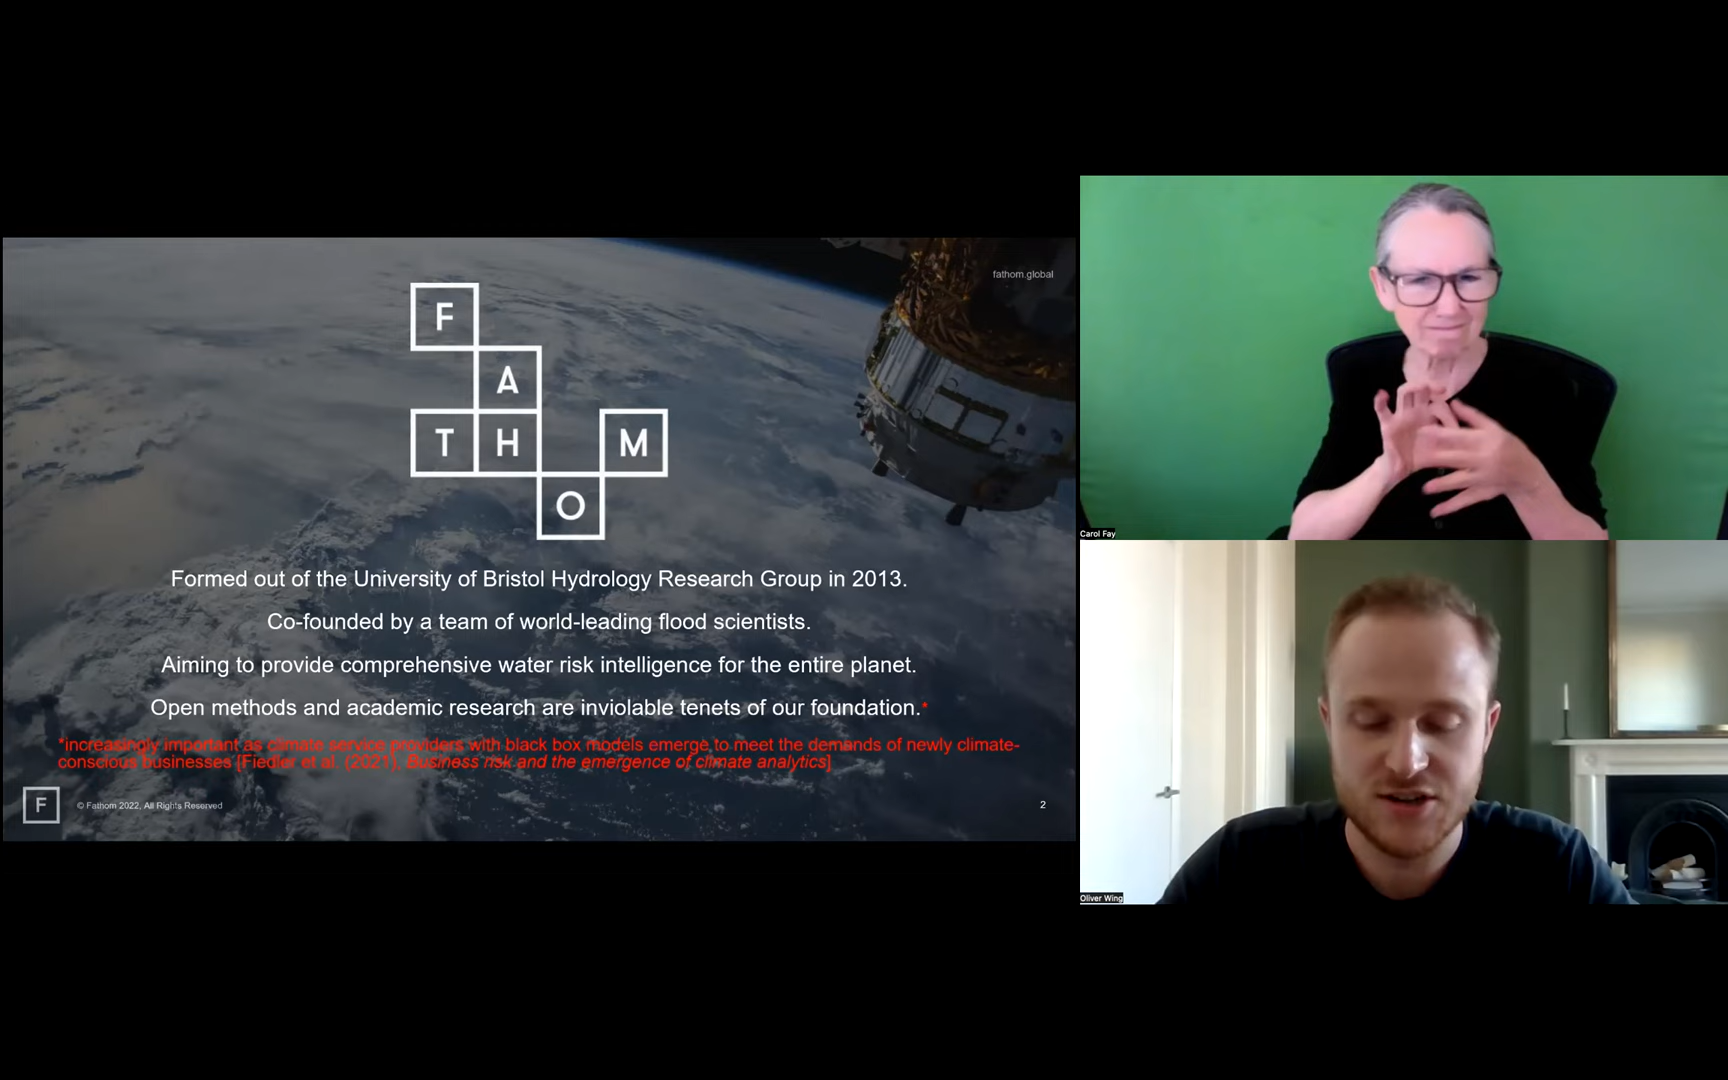 fathom.global
F
A
T H M
O
Formed out of the University of Bristol Hydrology Research Group in 2013.
Co-founded by a team of world-leading flood scientists.
Aiming to provide comprehensive water risk intelligence for the entire planet.
Open methods and academic research are inviolable tenets of our foundation.*
*increasingly important as climate service providers with black box models emerge to meet the demands of newly climate-
conscious businesses [Fiedler et al. (2021), Business risk and the emergence of climate analytics]
F © Fathom 2022, All Rights Reserved 2
Carol Fay
Oliver Wing